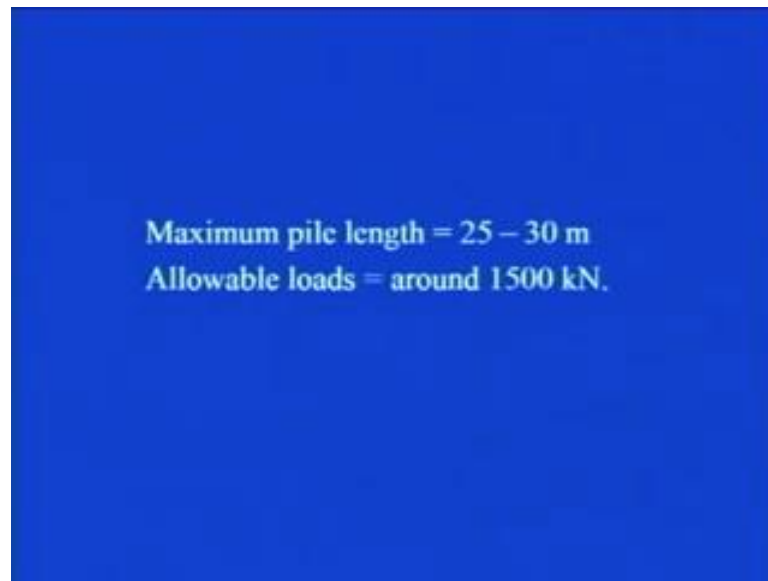 Maximum pile length = 25 – 30 m
Allowable loads = around 1500 kN.